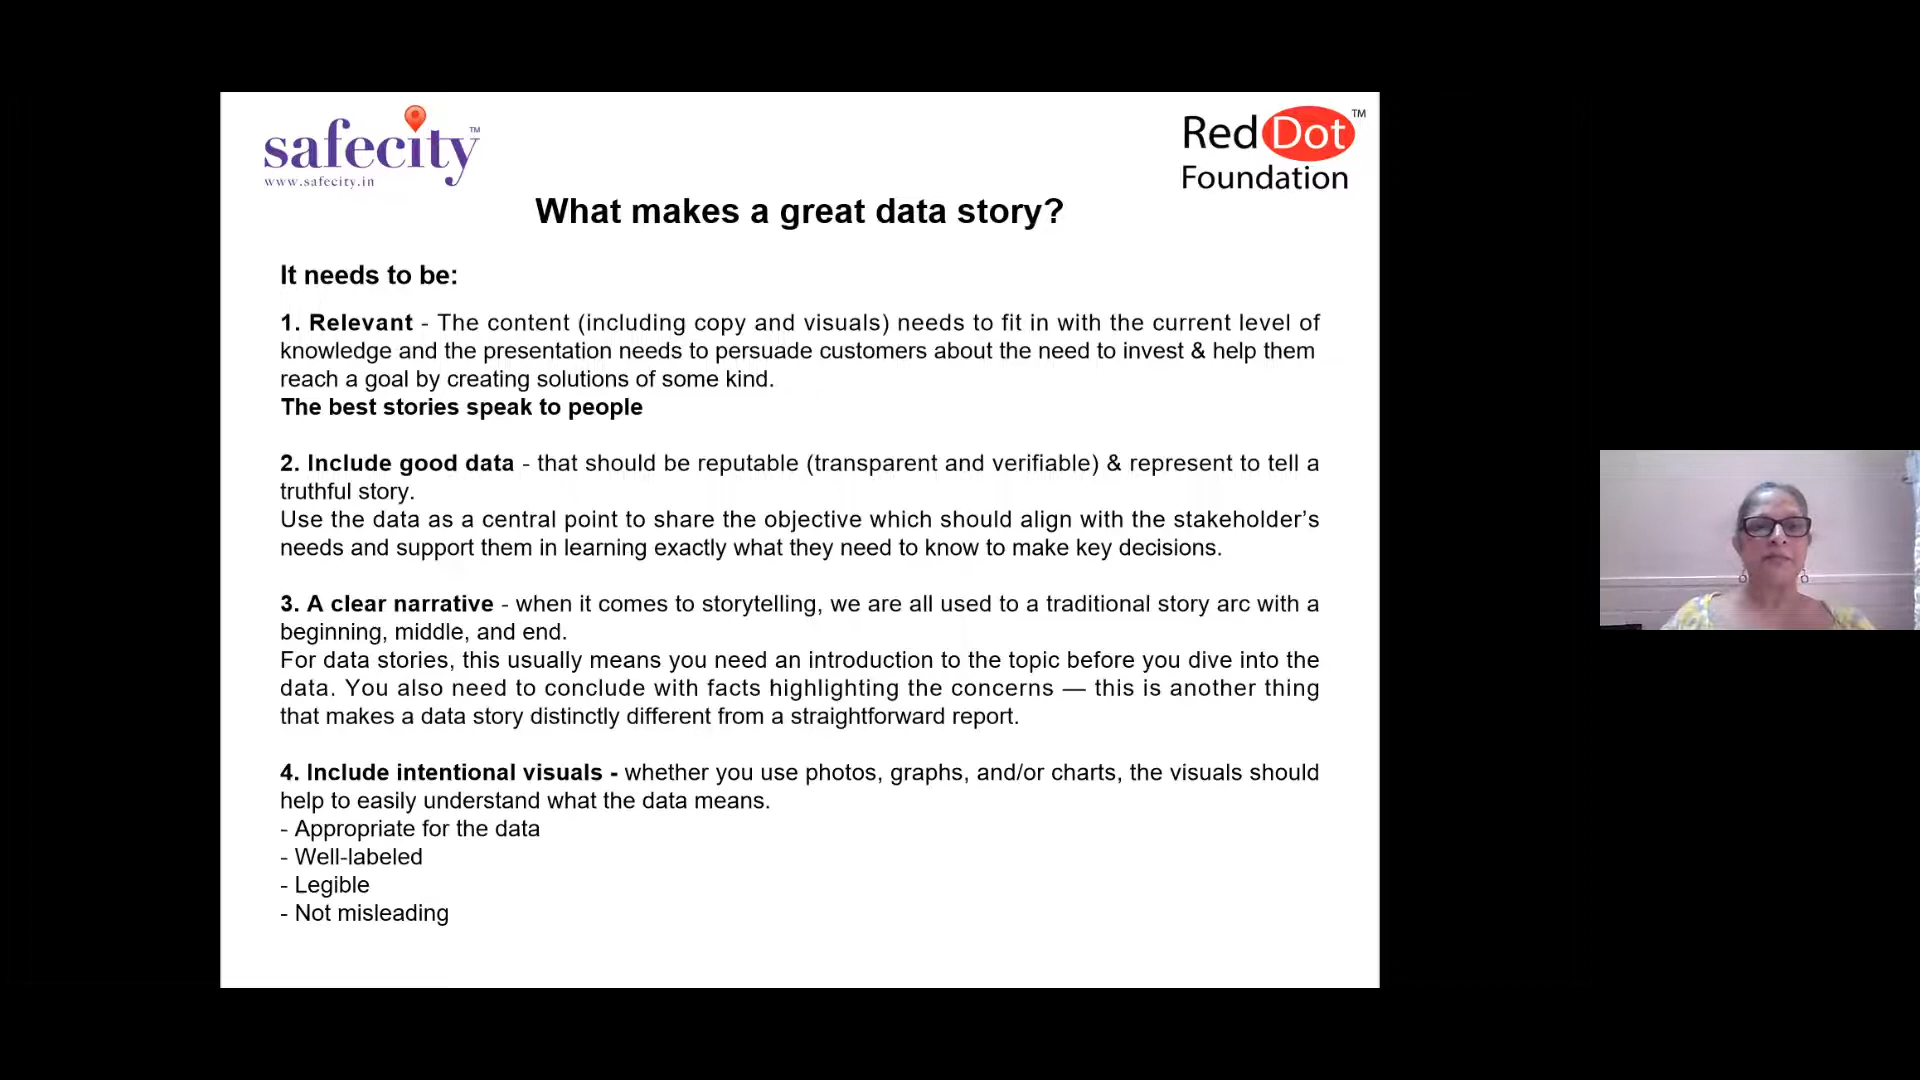 safecity™
www.safecity.in
Red Dot™
Foundation
What makes a great data story?
It needs to be:
1. Relevant - The content (including copy and visuals) needs to fit in with the current level of
knowledge and the presentation needs to persuade customers about the need to invest & help them
reach a goal by creating solutions of some kind.
The best stories speak to people
2. Include good data - that should be reputable (transparent and verifiable) & represent to tell a
truthful story.
Use the data as a central point to share the objective which should align with the stakeholder’s
needs and support them in learning exactly what they need to know to make key decisions.
3. A clear narrative - when it comes to storytelling, we are all used to a traditional story arc with a
beginning, middle, and end.
For data stories, this usually means you need an introduction to the topic before you dive into the
data. You also need to conclude with facts highlighting the concerns — this is another thing
that makes a data story distinctly different from a straightforward report.
4. Include intentional visuals - whether you use photos, graphs, and/or charts, the visuals should
help to easily understand what the data means.
- Appropriate for the data
- Well-labeled
- Legible
- Not misleading